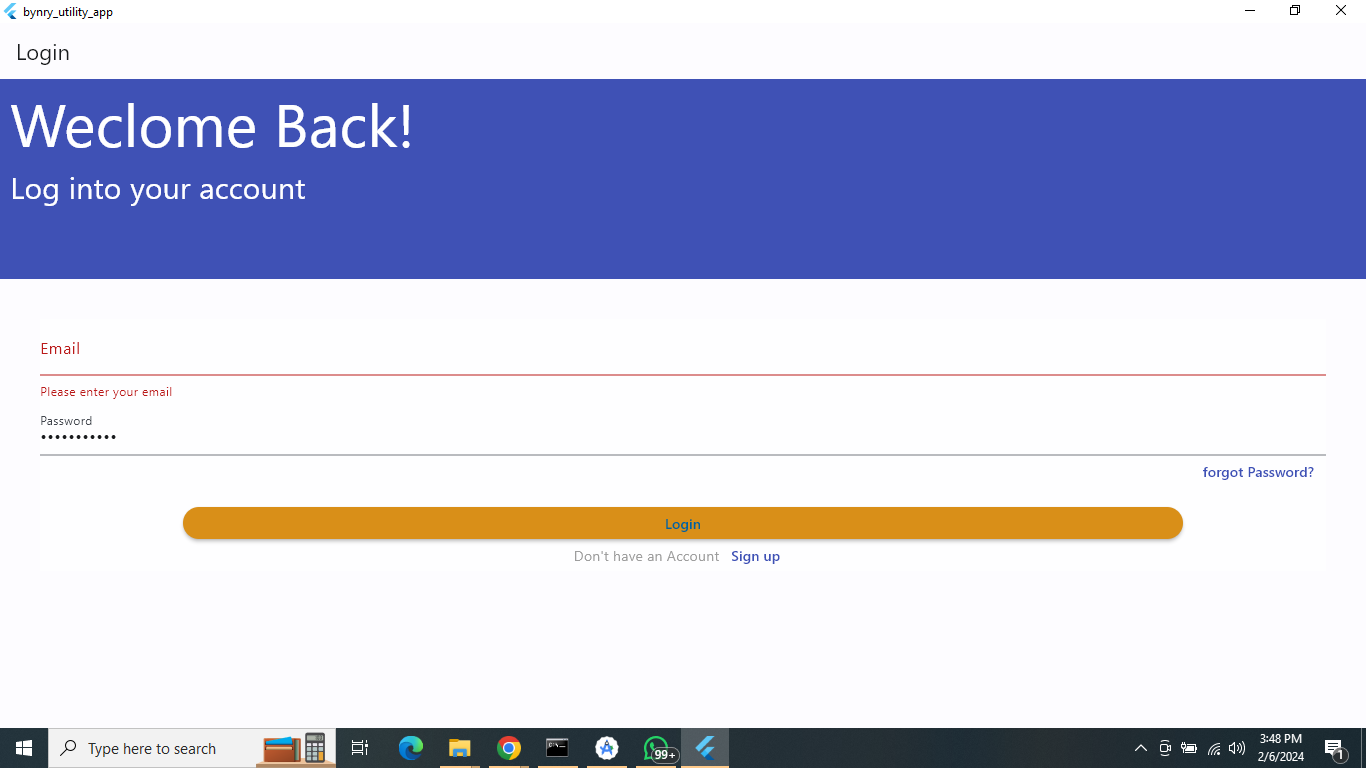 bynry_utility_app
Login
Weclome Back!
Log into your account
Email
Please enter your email
Password
•••••••••••
forgot Password?
Login
Don't have an Account Sign up
Type here to search
99+
3:48 PM
2/6/2024
1